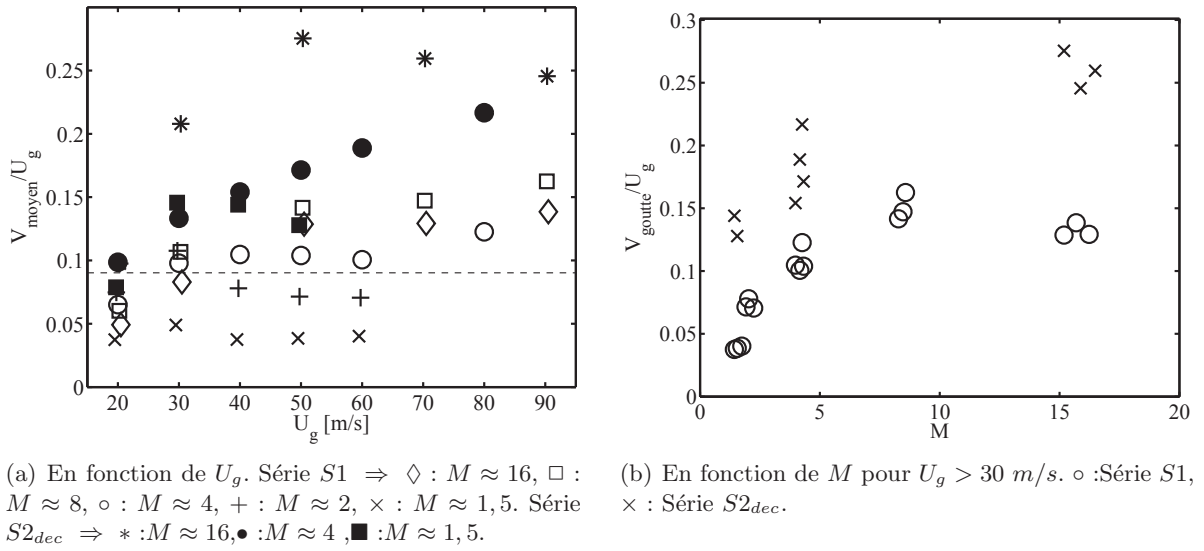 0.25
0.2
0.15
0.1
0.05
0
V_moyen/U_g
20 30 40 50 60 70 80 90
U_g [m/s]
0.3
0.25
0.2
0.15
0.1
0.05
0
V_goutte/U_g
0 5 10 15 20
M
(a) En fonction de U_g. Série S1 ⇒ ◇ : M ≈ 16, □ :
M ≈ 8, ○ : M ≈ 4, + : M ≈ 2, × : M ≈ 1, 5. Série
S2_dec ⇒ ∗ :M ≈ 16,● :M ≈ 4 ,■ :M ≈ 1, 5.
(b) En fonction de M pour U_g > 30 m/s. ○ :Série S1,
× : Série S2_dec.